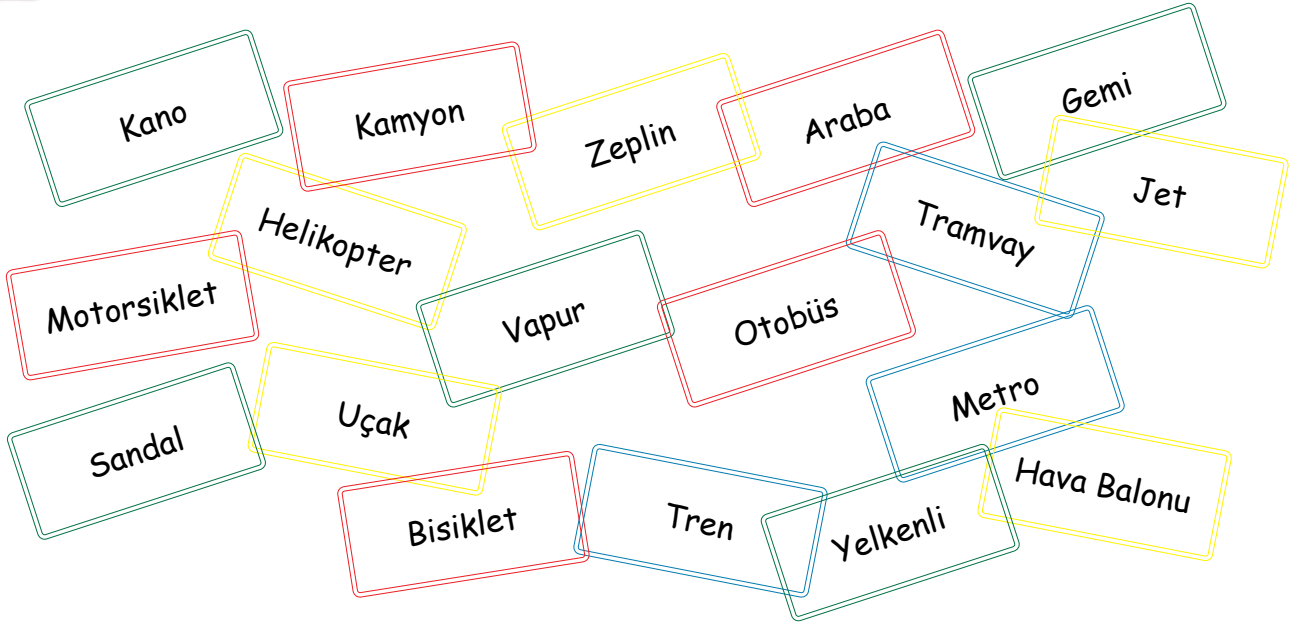 Kano
Kamyon
Zeplin
Araba
Gemi
Helikopter
Tramvay
Jet
Motorsiklet
Vapur
Otobüs
Sandal
Uçak
Metro
Bisiklet
Tren
Yelkenli
Hava Balonu